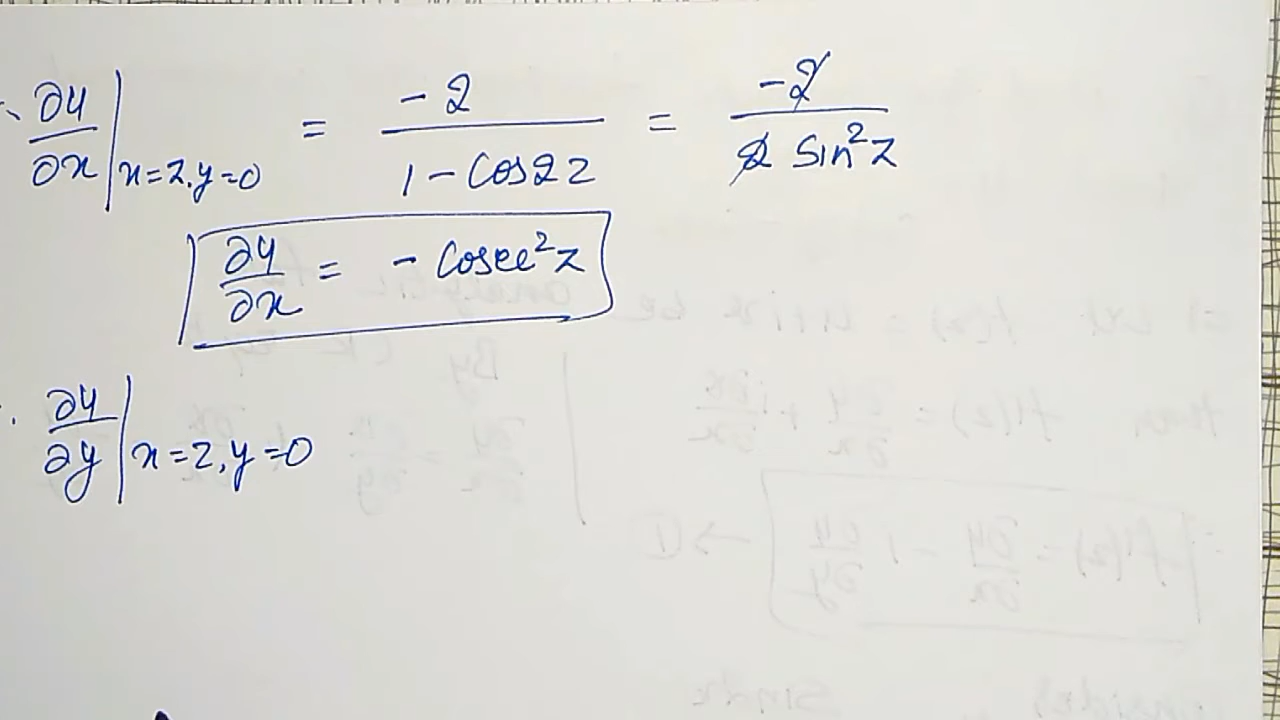 ∂u/∂x | x=z, y=0 = -2/(1 - Cos2z) = -2/(2 Sin²z)
∂u/∂x = - Cosec²z
∂u/∂y | x=z, y=0